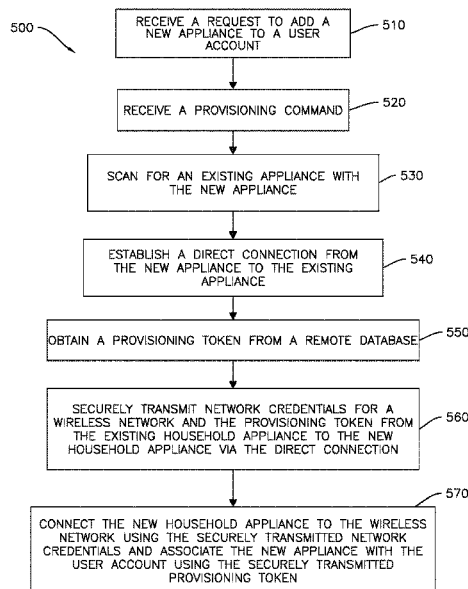 500
RECEIVE A REQUEST TO ADD A
NEW APPLIANCE TO A USER
ACCOUNT
510
RECEIVE A PROVISIONING COMMAND
520
SCAN FOR AN EXISTING APPLIANCE WITH
THE NEW APPLIANCE
530
ESTABLISH A DIRECT CONNECTION FROM
THE NEW APPLIANCE TO THE EXISTING
APPLIANCE
540
OBTAIN A PROVISIONING TOKEN FROM A REMOTE DATABASE
550
SECURELY TRANSMIT NETWORK CREDENTIALS FOR A
WIRELESS NETWORK AND THE PROVISIONING TOKEN FROM
THE EXISTING HOUSEHOLD APPLIANCE TO THE NEW
HOUSEHOLD APPLIANCE VIA THE DIRECT CONNECTION
560
570
CONNECT THE NEW HOUSEHOLD APPLIANCE TO THE WIRELESS
NETWORK USING THE SECURELY TRANSMITTED NETWORK
CREDENTIALS AND ASSOCIATE THE NEW APPLIANCE WITH THE
USER ACCOUNT USING THE SECURELY TRANSMITTED
PROVISIONING TOKEN